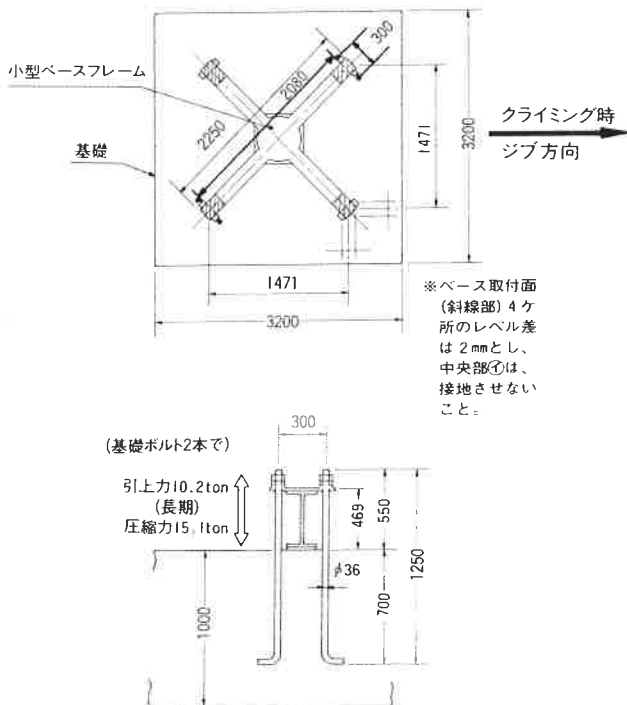 300
小型ベースフレーム
2080
2250
基礎
1471
3200
クライミング時
ジブ方向
1471
3200
※ベース取付面
(斜線部)4ケ
所のレベル差
は2mmとし、
中央部㋑は、
接地させない
こと。
(基礎ボルト2本で)
300
引上力10.2ton
(長期)
圧縮力15.1ton
469
550
1250
φ36
700
1000